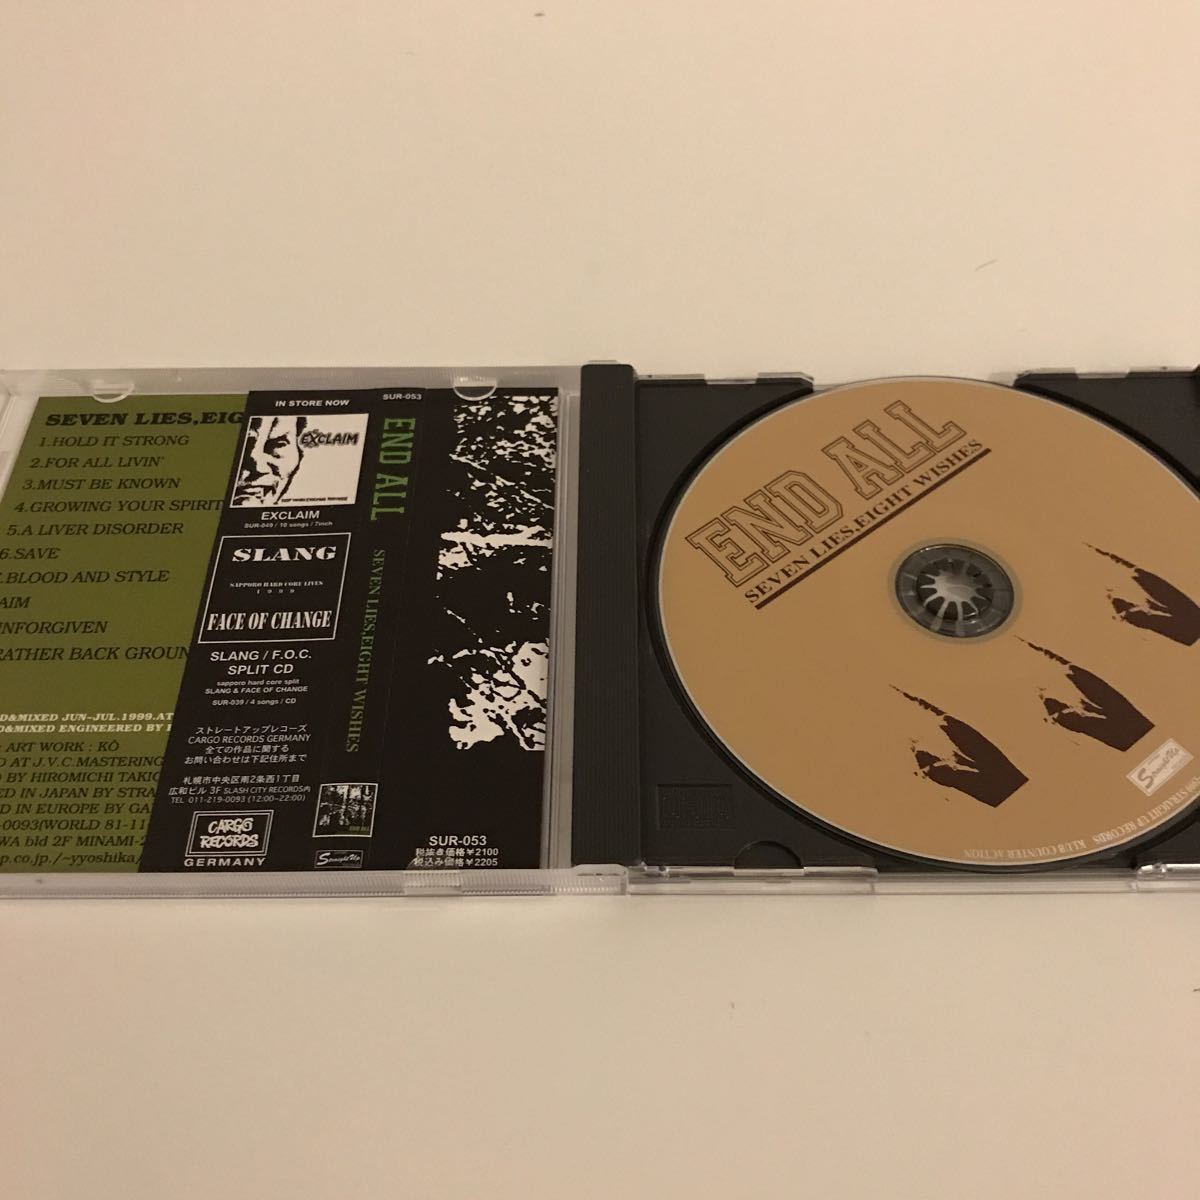 SEVEN LIES,EIG
1.HOLD IT STRONG
2.FOR ALL LIVIN'
3.MUST BE KNOWN
4.GROWING YOUR SPIRIT
5.A LIVER DISORDER
6.SAVE
.BLOOD AND STYLE
AIM
UNFORGIVEN
RATHER BACK GROUN
D&MIXED JUN-JUL.1999.AT
D&MIXED ENGINEERED BY
: ART WORK : KŌ
D AT J.V.C.MASTERING
D BY HIROMICHI TAKI
ED IN JAPAN BY STRA
D IN EUROPE BY
-0093(WORLD 81-11-
WA bld 2F MINAMI-2
p.co.jp./~yyoshika/
IN STORE NOW
EXCLAIM
EXCLAIM
SUR-049 / 10 songs / 7inch
SLANG
SAPPORO HARD CORE LIVES
1999
FACE OF CHANGE
SLANG / F.O.C.
SPLIT CD
sapporo hard core split
SLANG & FACE OF CHANGE
SUR-039 / 4 songs / CD
ストレートアップレコーズ
CARGO RECORDS GERMANY
全ての作品に関する
お問い合わせは下記住所まで
札幌市中央区南2条西1丁目
広和ビル 3F SLASH CITY RECORDS内
TEL 011-219-0093 (12:00~22:00)
CARGO
RECORDS
GERMANY
SUR-053
END ALL
SEVEN LIES,EIGHT WISHES
Straight Up
SUR-053
税抜き価格¥2100
税込み価格¥2205
END ALL
SEVEN LIES,EIGHT WISHES
Straight Up
STRAIGHT UP RECORDS KLUB COUNTER ACTION